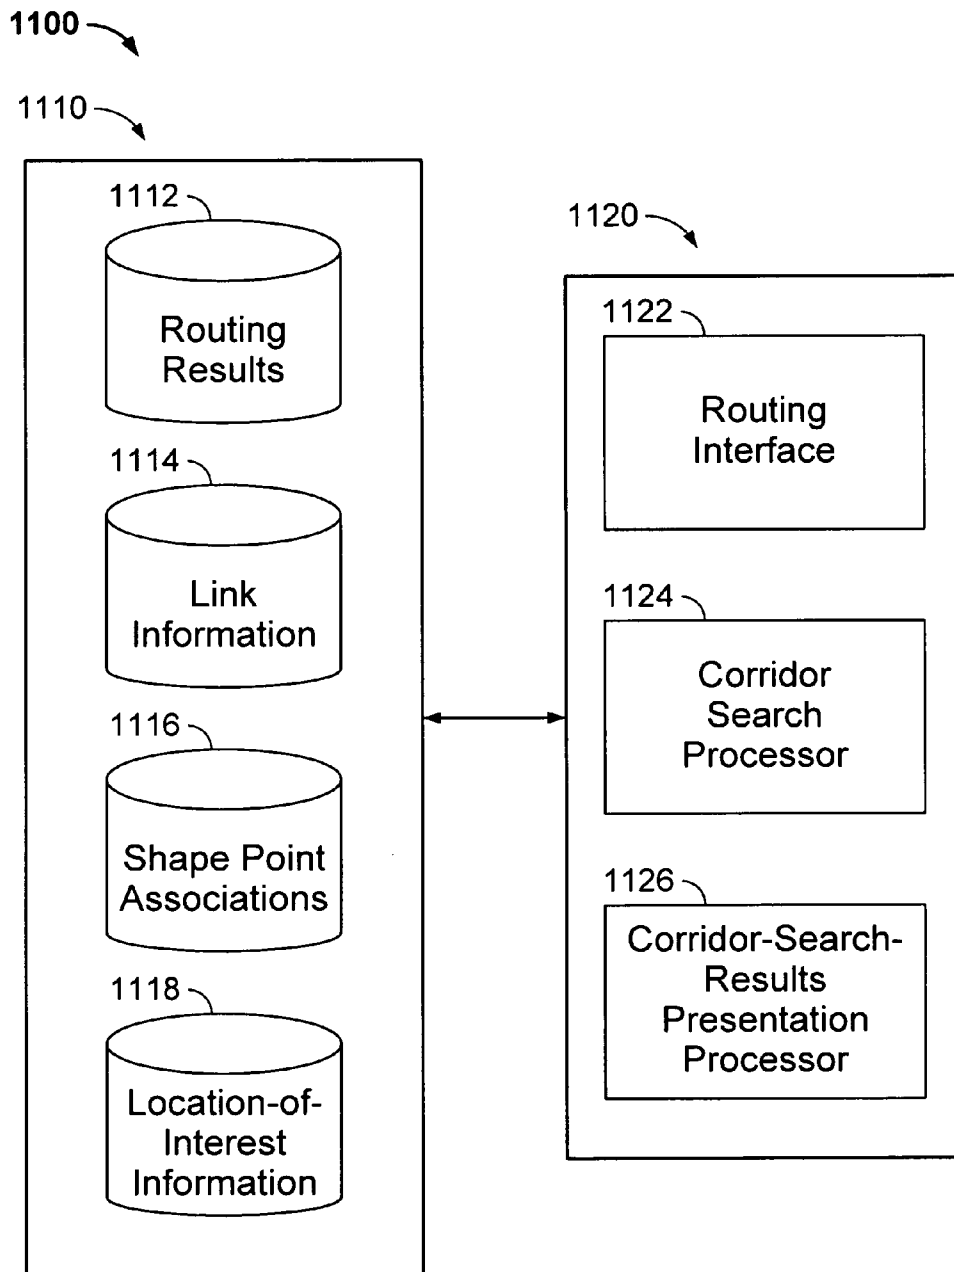 1100
1110
1112
Routing
Results
1114
Link
Information
1116
Shape Point
Associations
1118
Location-of-
Interest
Information
1120
1122
Routing
Interface
1124
Corridor
Search
Processor
1126
Corridor-Search-
Results
Presentation
Processor